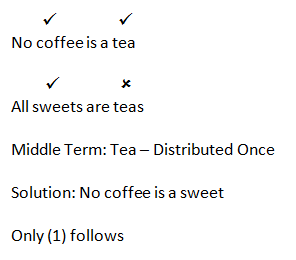 ✓ ✓
No coffee is a tea
✓ ×
All sweets are teas
Middle Term: Tea – Distributed Once
Solution: No coffee is a sweet
Only (1) follows